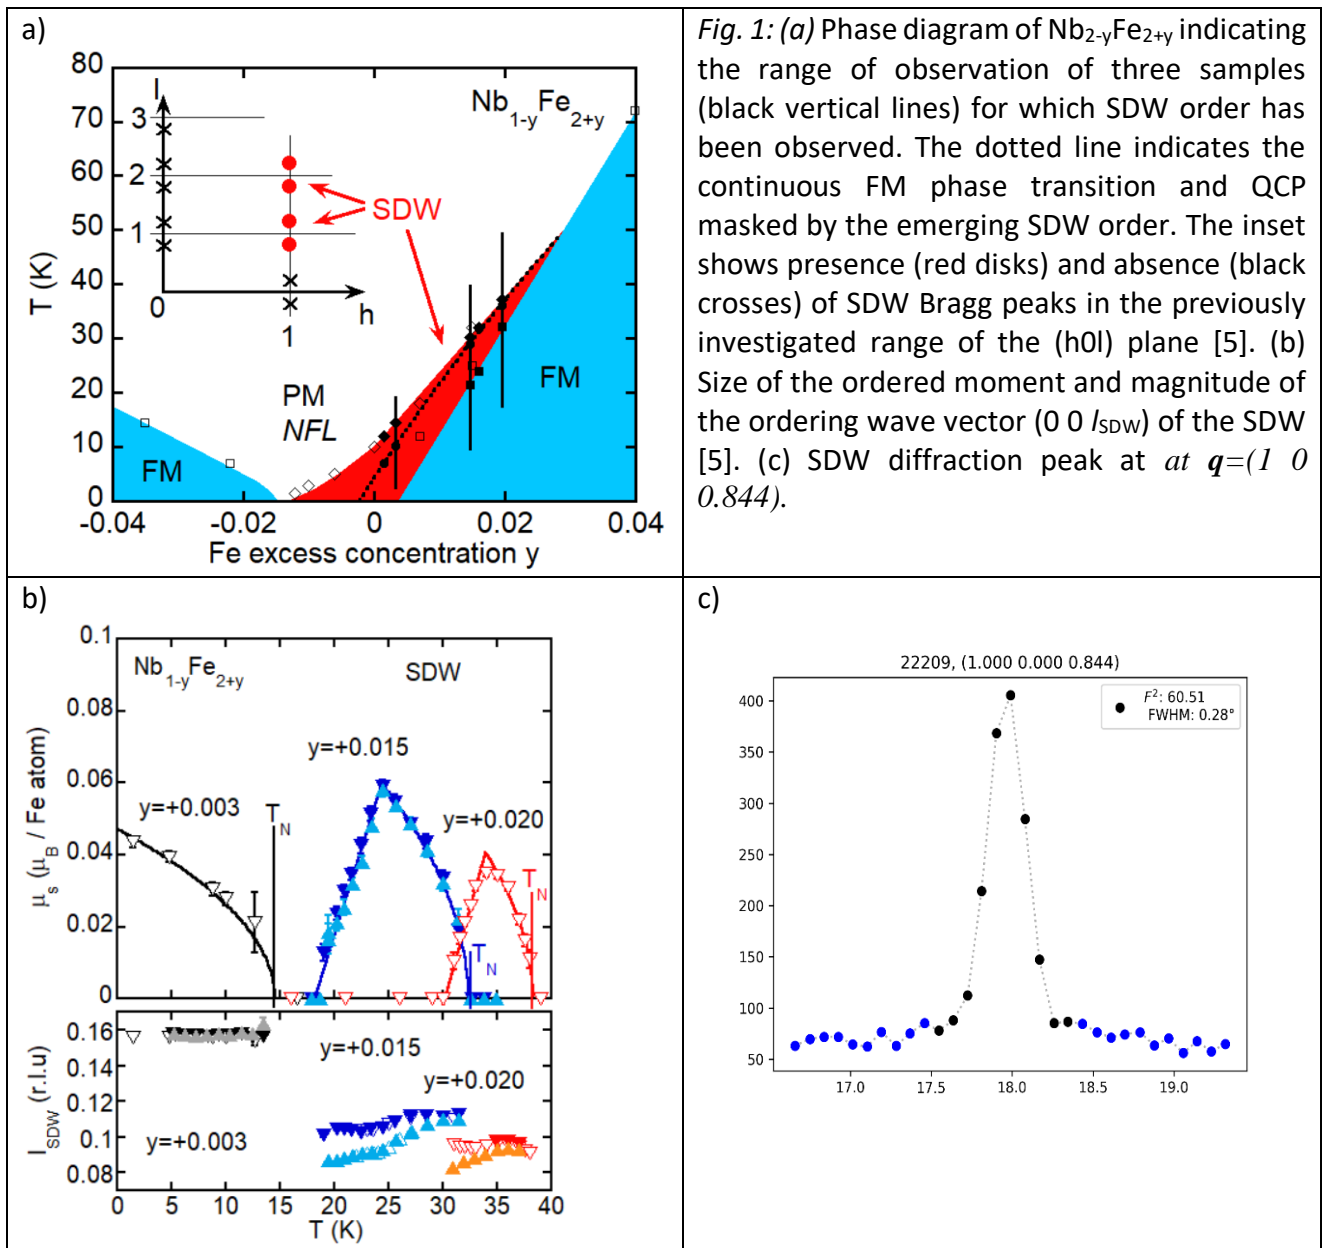 a)
80
70
60
50
40
30
20
10
0
T (K)
l
3
2
1
0
1
h
Nb1-yFe2+y
SDW
PM
NFL
FM
FM
-0.04
-0.02
0
0.02
0.04
Fe excess concentration y
Fig. 1: (a) Phase diagram of Nb2-yFe2+y indicating
the range of observation of three samples
(black vertical lines) for which SDW order has
been observed. The dotted line indicates the
continuous FM phase transition and QCP
masked by the emerging SDW order. The inset
shows presence (red disks) and absence (black
crosses) of SDW Bragg peaks in the previously
investigated range of the (h0l) plane [5]. (b)
Size of the ordered moment and magnitude of
the ordering wave vector (0 0 lSDW) of the SDW
[5]. (c) SDW diffraction peak at at q=(1 0
0.844).
b)
0.1
0.08
0.06
0.04
0.02
0
μs (μB / Fe atom)
Nb1-yFe2+y
SDW
y=+0.015
y=+0.003
TN
y=+0.020
TN
TN
0.16
0.12
0.1
0.08
lSDW (r.l.u)
y=+0.015
y=+0.020
y=+0.003
0 5 10 15 20 25 30 35 40
T (K)
c)
22209, (1.000 0.000 0.844)
F2: 60.51
FWHM: 0.28°
400
350
300
250
200
150
100
50
17.0 17.5 18.0 18.5 19.0